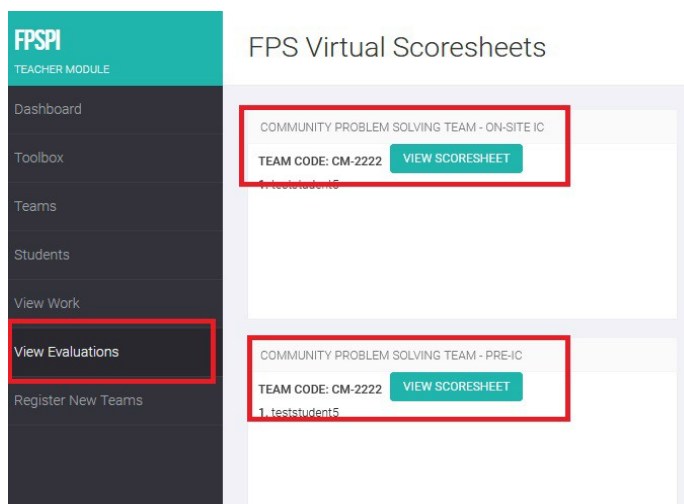 FPSPI
TEACHER MODULE
Dashboard
Toolbox
Teams
Students
View Work
View Evaluations
Register New Teams
FPS Virtual Scoresheets
COMMUNITY PROBLEM SOLVING TEAM - ON-SITE IC
TEAM CODE: CM-2222 VIEW SCORESHEET
1. teststudent5
COMMUNITY PROBLEM SOLVING TEAM - PRE-IC
TEAM CODE: CM-2222 VIEW SCORESHEET
1. teststudent5